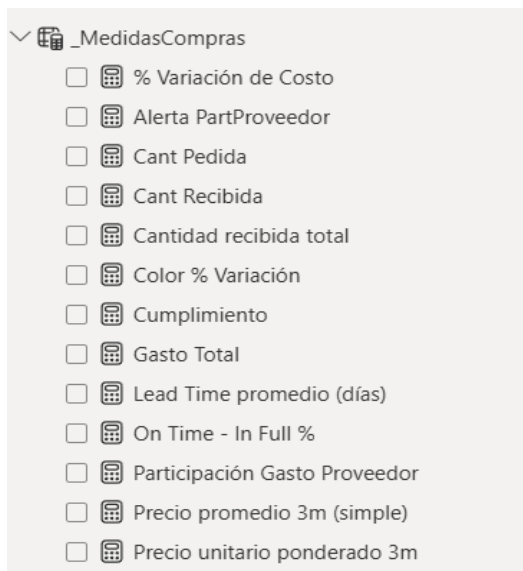 _MedidasCompras
% Variación de Costo
Alerta PartProveedor
Cant Pedida
Cant Recibida
Cantidad recibida total
Color % Variación
Cumplimiento
Gasto Total
Lead Time promedio (días)
On Time - In Full %
Participación Gasto Proveedor
Precio promedio 3m (simple)
Precio unitario ponderado 3m